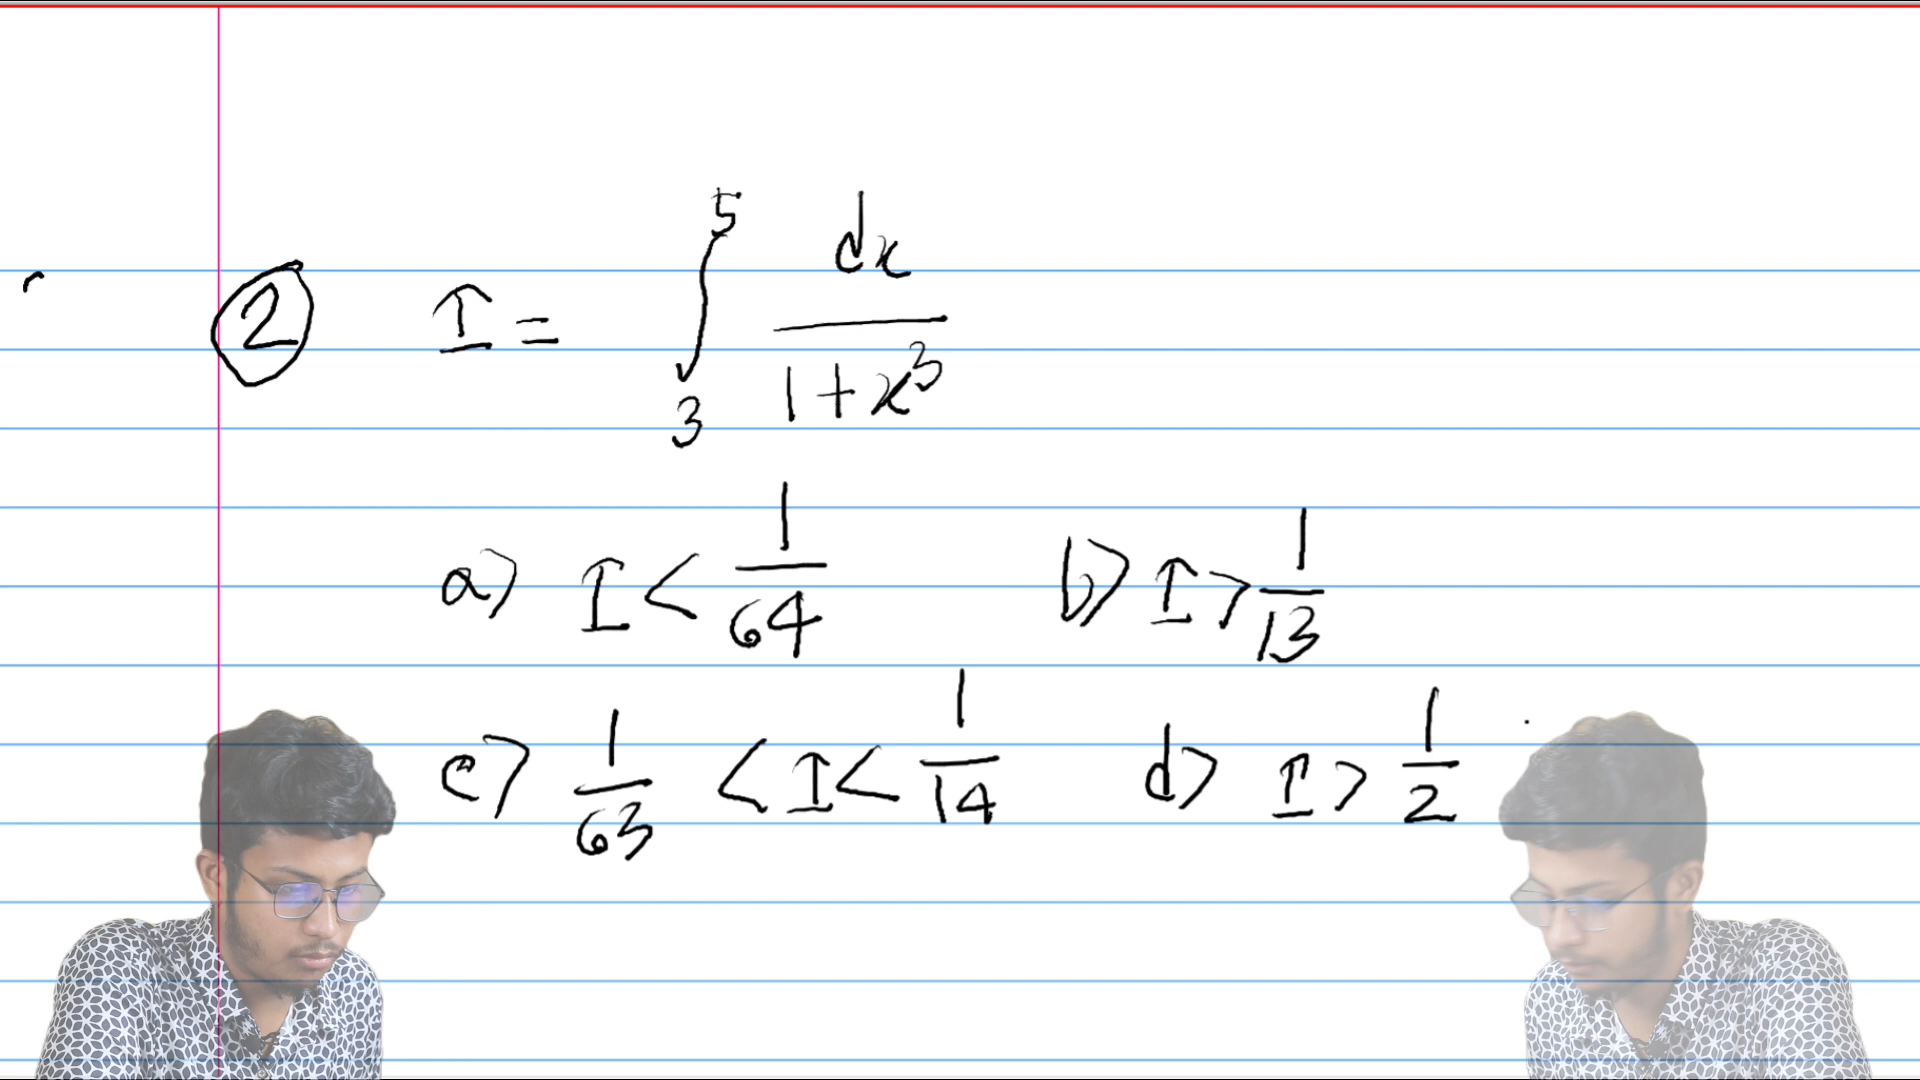 ② I = ∫₃⁵ dx / (1+x³)
a) I < 1/64 b) I > 1/13
c) 1/63 < I < 1/14 d) I > 1/2